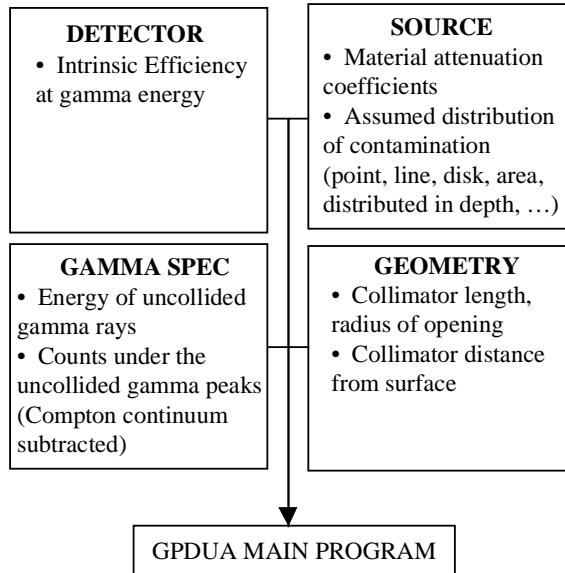 DETECTOR
• Intrinsic Efficiency
at gamma energy
SOURCE
• Material attenuation
coefficients
• Assumed distribution
of contamination
(point, line, disk, area,
distributed in depth, …)
GAMMA SPEC
• Energy of uncollided
gamma rays
• Counts under the
uncollided gamma peaks
(Compton continuum
subtracted)
GEOMETRY
• Collimator length,
radius of opening
• Collimator distance
from surface
GPDUA MAIN PROGRAM